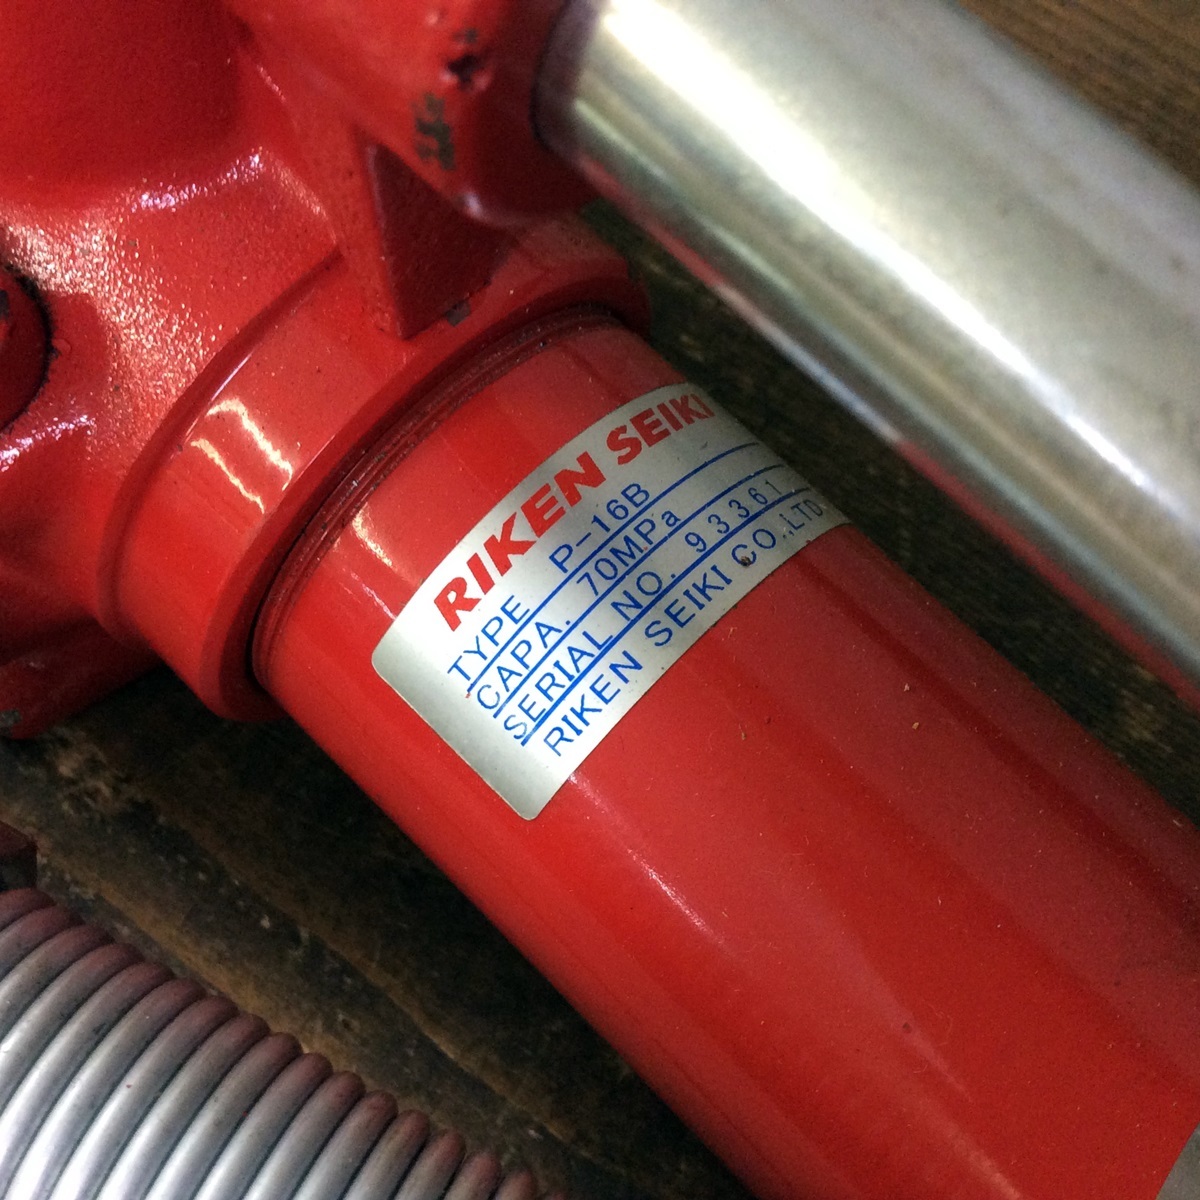 RIKEN SEIKI
TYPE P-16B
CAPA. 70MPa
SERIAL NO. 93361
RIKEN SEIKI CO.,LTD.